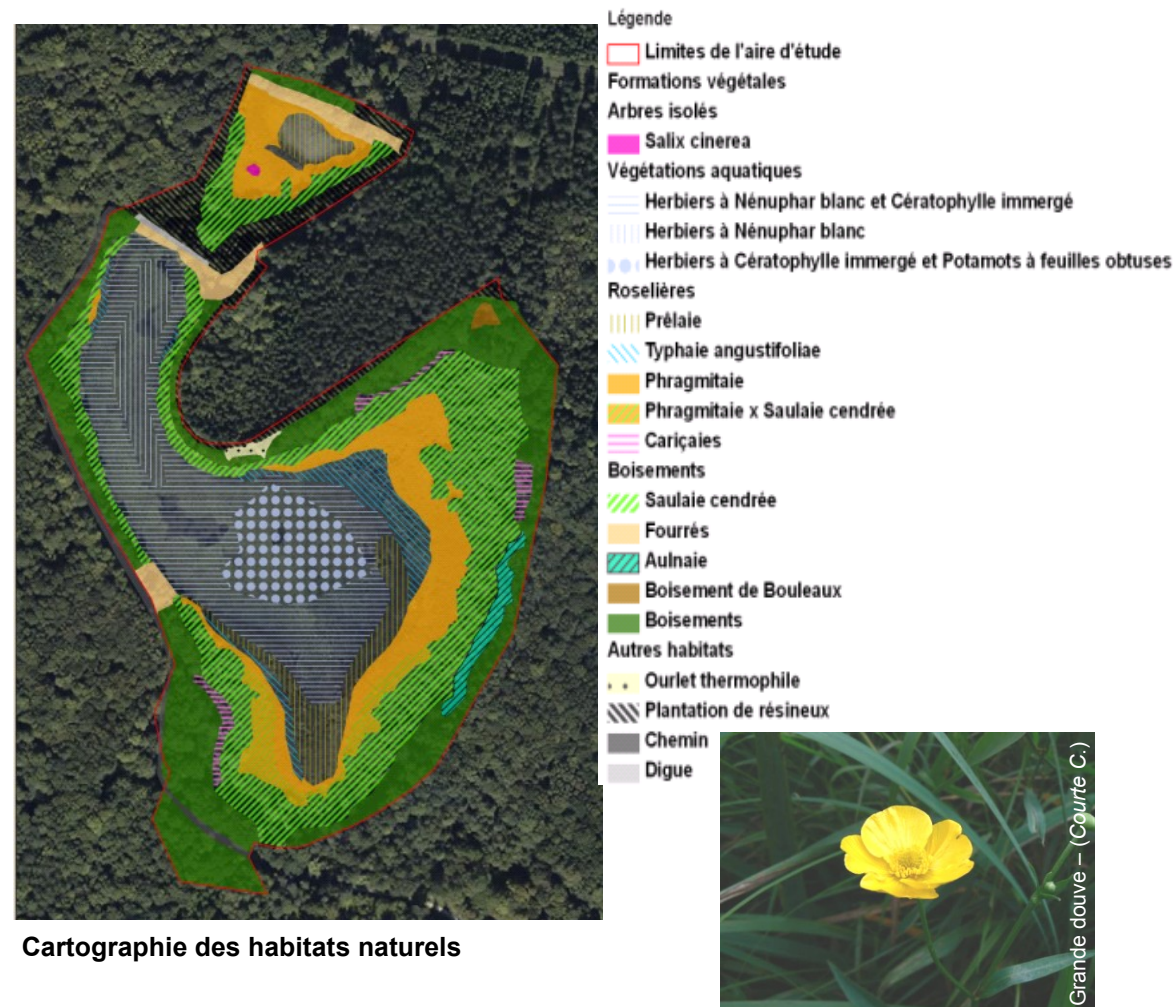 Légende
Limites de l'aire d'étude
Formations végétales
Arbres isolés
Salix cinerea
Végétations aquatiques
Herbiers à Nénuphar blanc et Cératophylle immergé
Herbiers à Nénuphar blanc
Herbiers à Cératophylle immergé et Potamots à feuilles obtuses
Roselières
Prêlaie
Typhaie angustifoliae
Phragmitaie
Phragmitaie x Saulaie cendrée
Cariçaies
Boisements
Saulaie cendrée
Fourrés
Aulnaie
Boisement de Bouleaux
Boisements
Autres habitats
Ourlet thermophile
Plantation de résineux
Chemin
Digue
Grande douve – (Courte C.)
Cartographie des habitats naturels